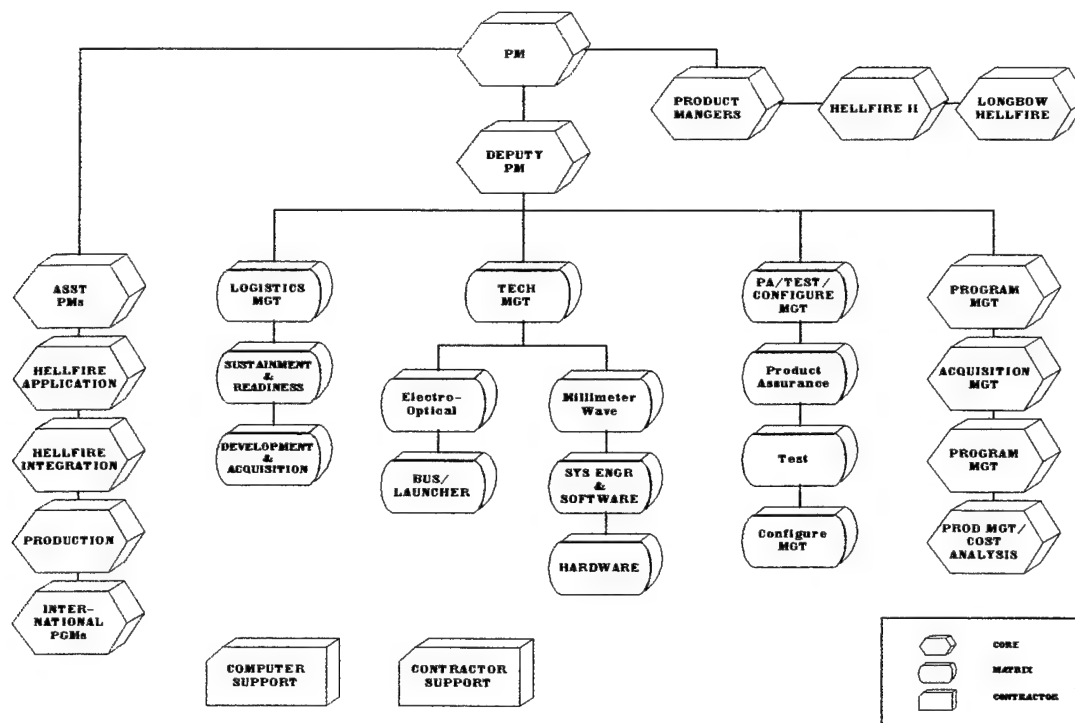 PM
PRODUCT
MANGERS
HELLFIRE II
LONGBOW
HELLFIRE
DEPUTY
PM
ASST
PMs
LOGISTICS
MGT
TECH
MGT
PA/TEST/
CONFIGURE
MGT
PROGRAM
MGT
HELLFIRE
APPLICATION
SUSTAINMENT
&
READINESS
Electro-
Optical
Millimeter
Wave
Product
Assurance
ACQUISITION
MGT
HELLFIRE
INTEGRATION
DEVELOPMENT
&
ACQUISITION
BUS/
LAUNCHER
SYS ENGR
&
SOFTWARE
Test
PROGRAM
MGT
PRODUCTION
HARDWARE
Configure
MGT
PROD MGT/
COST
ANALYSIS
INTER-
NATIONAL
PGMs
COMPUTER
SUPPORT
CONTRACTOR
SUPPORT
CORE
MATRIX
CONTRACTOR